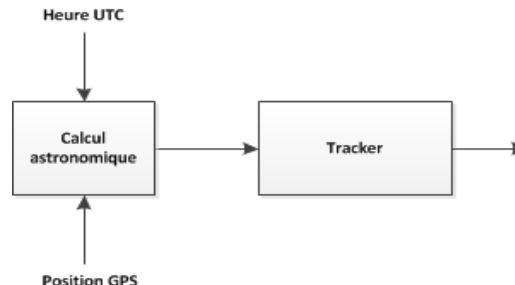 Heure UTC
Calcul
astronomique
Tracker
Position GPS